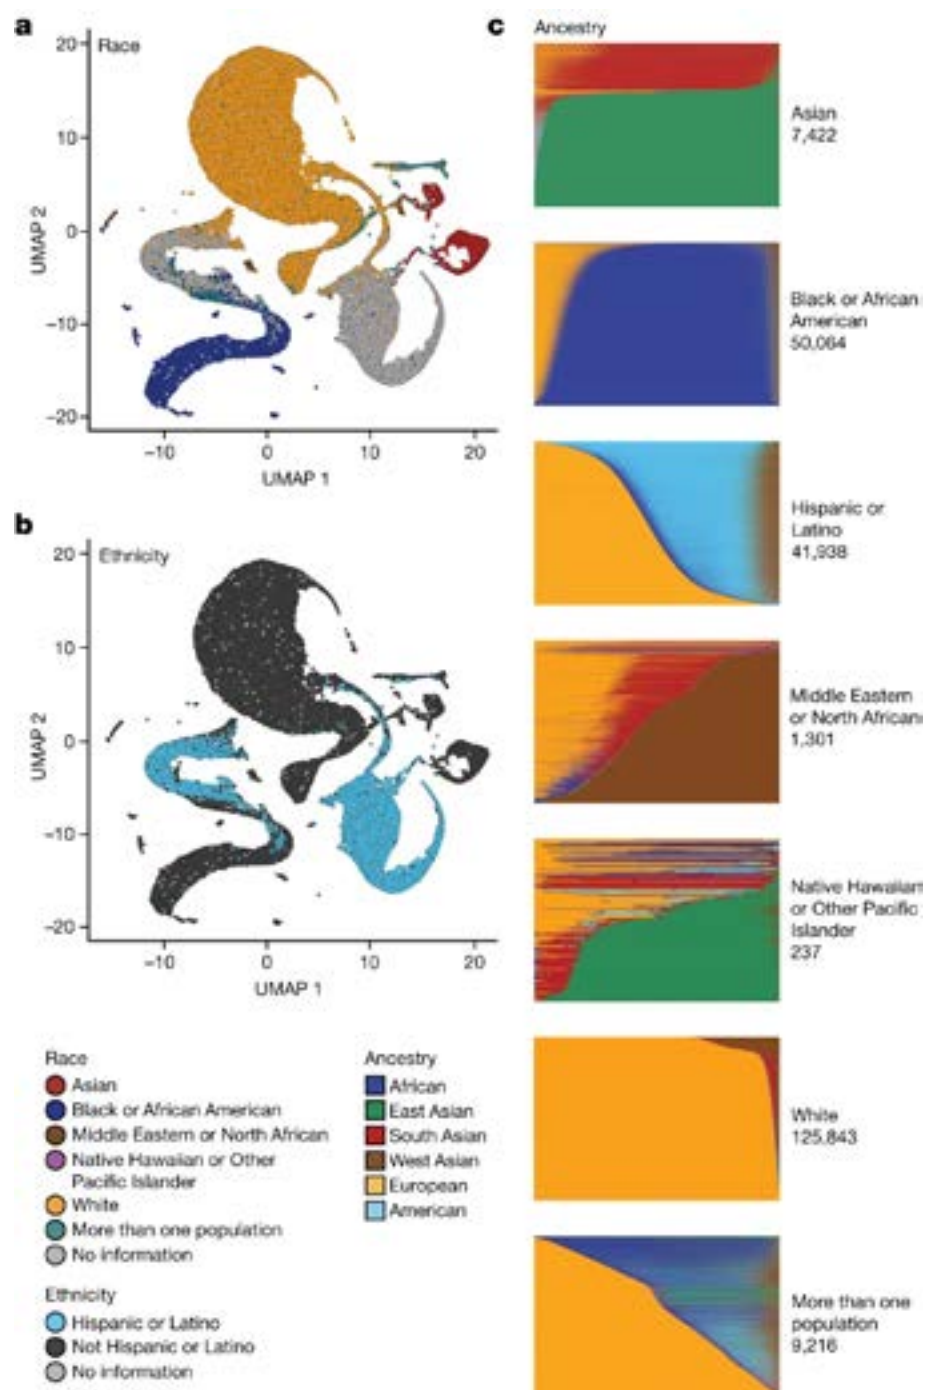 a
Race
20
10
0
−10
−20
UMAP 2
−10
0
10
20
UMAP 1
b
Ethnicity
20
10
0
−10
−20
UMAP 2
−10
0
10
20
UMAP 1
Race
Asian
Black or African American
Middle Eastern or North African
Native Hawaiian or Other
Pacific Islander
White
More than one population
No information
Ethnicity
Hispanic or Latino
Not Hispanic or Latino
No information
Ancestry
African
East Asian
South Asian
West Asian
European
American
c
Ancestry
Asian
7,422
Black or African
American
50,064
Hispanic or
Latino
41,938
Middle Eastern
or North African
1,301
Native Hawaiian
or Other Pacific
Islander
237
White
125,843
More than one
population
9,216